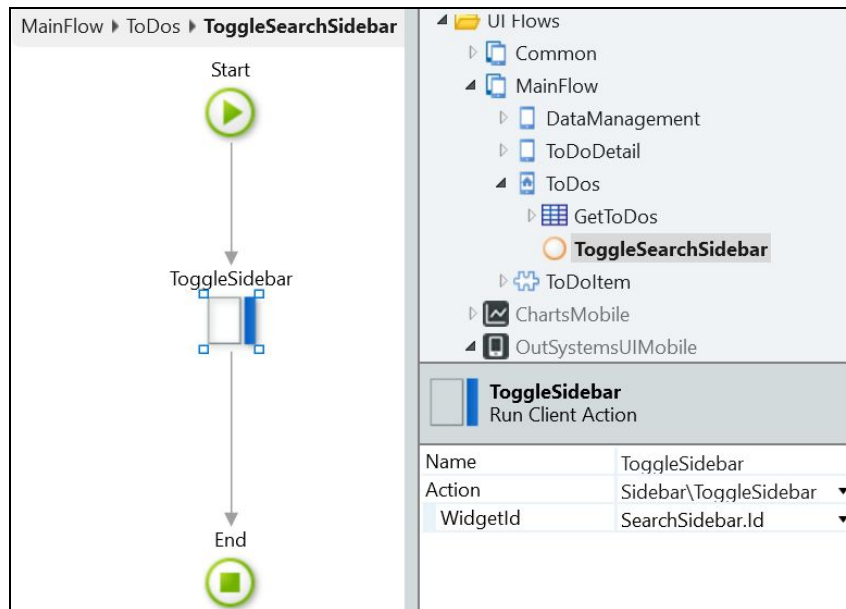 MainFlow ToDos ToggleSearchSidebar
Start
ToggleSidebar
End
UI Flows
Common
MainFlow
DataManagement
ToDoDetail
ToDos
GetToDos
ToggleSearchSidebar
ToDoItem
ChartsMobile
OutSystemsUIMobile
ToggleSidebar
Run Client Action
Name ToggleSidebar
Action Sidebar\ToggleSidebar
WidgetId SearchSidebar.Id